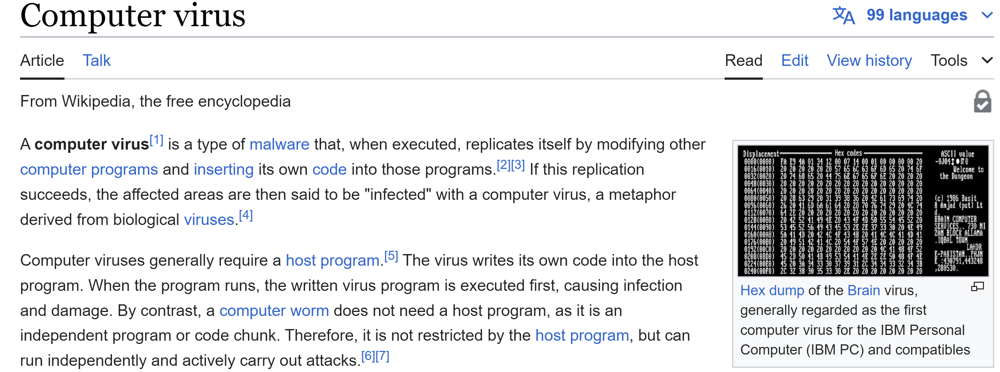 Computer virus
99 languages
Article Talk Read Edit View history Tools
From Wikipedia, the free encyclopedia
A computer virus[1] is a type of malware that, when executed, replicates itself by modifying other
computer programs and inserting its own code into those programs.[2][3] If this replication
succeeds, the affected areas are then said to be "infected" with a computer virus, a metaphor
derived from biological viruses.[4]
Computer viruses generally require a host program.[5] The virus writes its own code into the host
program. When the program runs, the written virus program is executed first, causing infection
and damage. By contrast, a computer worm does not need a host program, as it is an
independent program or code chunk. Therefore, it is not restricted by the host program, but can
run independently and actively carry out attacks.[6][7]
Displacement Hex codes ASCII value
0000(0000) FA E9 4A 01 34 12 00 07 14 00 01 00 00 00 00 20
0016(0010) 20 20 20 20 20 20 57 65 6C 63 6F 6D 65 20 74 6F Welcome to
0032(0020) 20 74 68 65 20 44 75 6E 67 65 6F 6E 20 20 20 20 the Dungeon
0048(0030) 20 20 20 20 20 20 20 20 20 20 20 20 20 20 20 20
0064(0040) 20 20 20 20 20 20 20 20 20 20 20 20 20 20 20 20
0080(0050) 20 28 63 29 20 31 39 38 36 20 42 61 73 69 74 20 (c) 1986 Basit
0096(0060) 26 20 41 6D 6A 61 64 20 28 70 76 74 29 20 4C 74 & Amjad (put) Lt
0112(0070) 64 2E 20 20 20 20 20 20 20 20 20 20 20 20 20 20 d.
0128(0080) 20 42 52 41 49 4E 20 43 4F 4D 50 55 54 45 52 20 BRAIN COMPUTER
0144(0090) 53 45 52 56 49 43 45 53 2E 2E 37 33 30 20 4E 49 SERVICES.. 730 NI
0160(00A0) 5A 41 4D 20 42 4C 4F 43 4B 20 41 4C 4C 41 4D 41 ZAM BLOCK ALLAMA
0176(00B0) 20 49 51 42 41 4C 20 54 4F 57 4E 20 20 20 20 20 .IQBAL TOWN
0192(00C0) 20 20 20 20 20 20 20 20 20 20 20 4C 41 48 4F 52 LAHOR
0208(00D0) 45 2D 50 41 4B 49 53 54 41 4E 2E 2E 50 48 4F 4E E-PAKISTAN..PHON
0224(00E0) 45 20 3A 34 33 30 37 39 31 2C 34 34 33 32 34 38 E :430791,443248
0240(00F0) 2C 32 38 30 35 33 30 2E 20 20 20 20 20 20 20 20 ,280530.
Hex dump of the Brain virus,
generally regarded as the first
computer virus for the IBM Personal
Computer (IBM PC) and compatibles